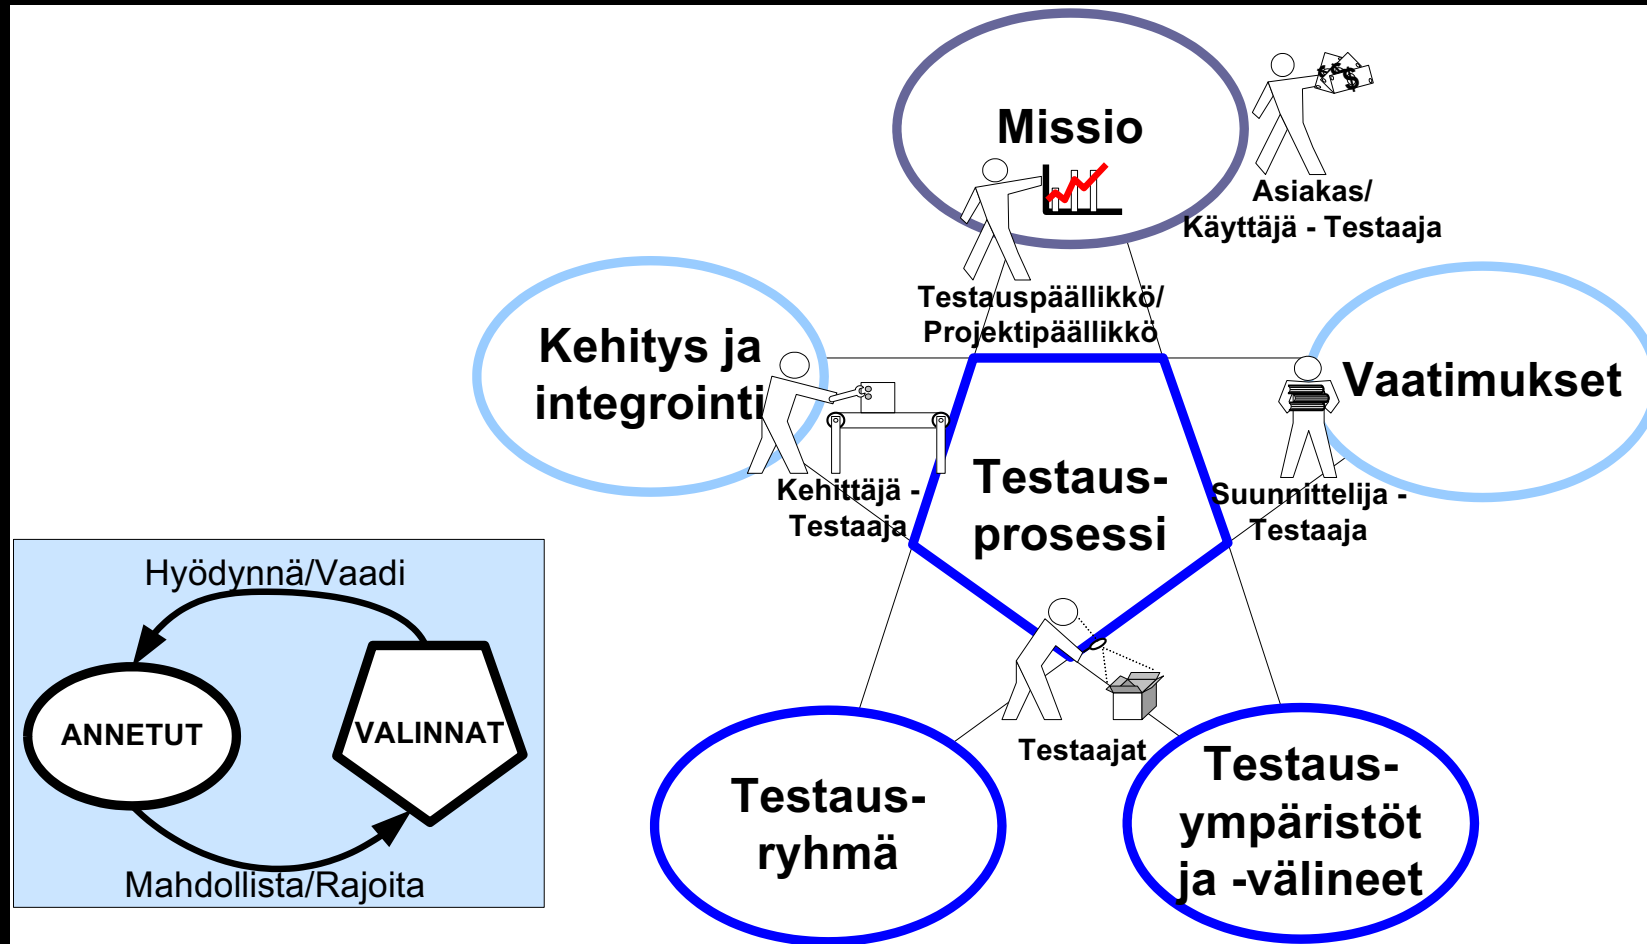 Missio
Asiakas/
Käyttäjä - Testaaja
Testauspäällikkö/
Projektipäällikkö
Kehitys ja
integrointi
Vaatimukset
Kehittäjä -
Testaaja
Testaus-
prosessi
Suunnittelija -
Testaaja
Hyödynnä/Vaadi
ANNETUT
VALINNAT
Mahdollista/Rajoita
Testaajat
Testaus-
ryhmä
Testaus-
ympäristöt
ja -välineet